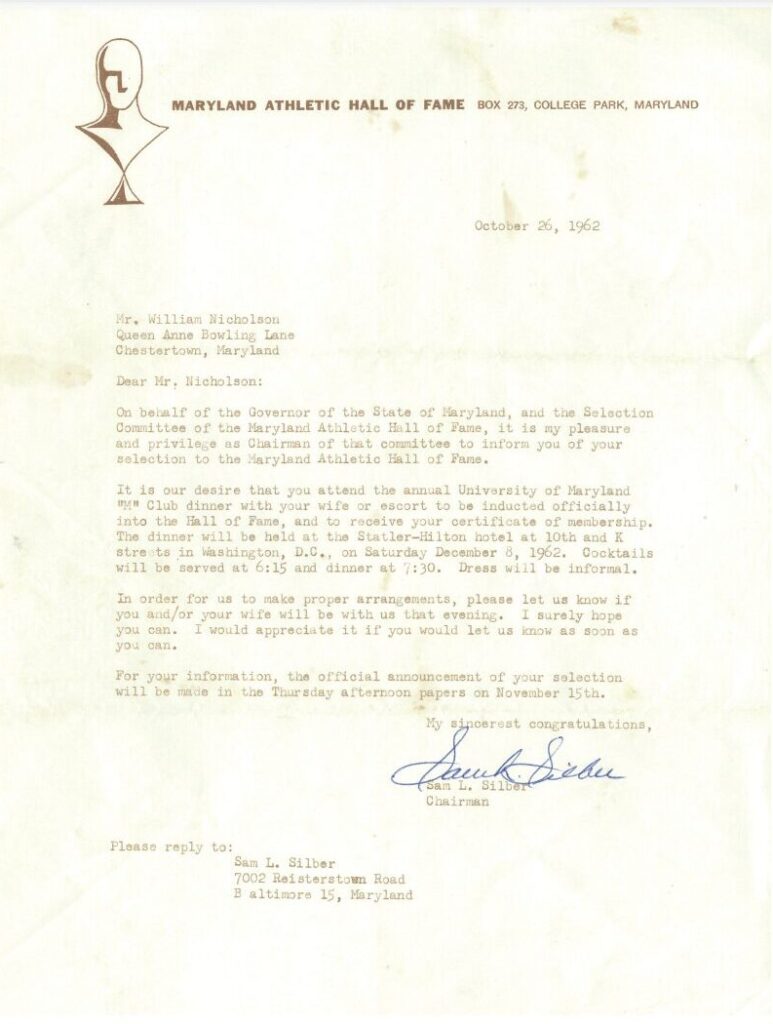 MARYLAND ATHLETIC HALL OF FAME BOX 273, COLLEGE PARK, MARYLAND
October 26, 1962
Mr. William Nicholson
Queen Anne Bowling Lane
Chestertown, Maryland
Dear Mr. Nicholson:
On behalf of the Governor of the State of Maryland, and the Selection
Committee of the Maryland Athletic Hall of Fame, it is my pleasure
and privilege as Chairman of that committee to inform you of your
selection to the Maryland Athletic Hall of Fame.
It is our desire that you attend the annual University of Maryland
"M" Club dinner with your wife or escort to be inducted officially
into the Hall of Fame, and to receive your certificate of membership.
The dinner will be held at the Statler-Hilton hotel at 10th and K
streets in Washington, D.C., on Saturday December 8, 1962. Cocktails
will be served at 6:15 and dinner at 7:30. Dress will be informal.
In order for us to make proper arrangements, please let us know if
you and/or your wife will be with us that evening. I surely hope
you can. I would appreciate it if you would let us know as soon as
you can.
For your information, the official announcement of your selection
will be made in the Thursday afternoon papers on November 15th.
My sincerest congratulations,
Sam L. Silber
Sam L. Silber
Chairman
Please reply to:
Sam L. Silber
7002 Reisterstown Road
B altimore 15, Maryland